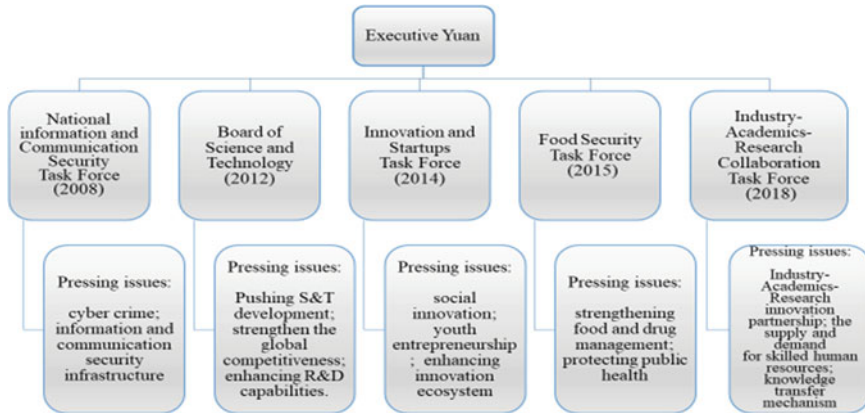 Executive Yuan
National
information and
Communication
Security
Task Force
(2008)
Board of
Science and
Technology
(2012)
Innovation and
Startups
Task Force
(2014)
Food Security
Task Force
(2015)
Industry-
Academics-
Research
Collaboration
Task Force
(2018)
Pressing issues:
cyber crime;
information and
communication
security
infrastructure
Pressing issues:
Pushing S&T
development;
strengthen the
global
competitiveness;
enhancing R&D
capabilities.
Pressing issues:
social
innovation;
youth
entrepreneurship
; enhancing
innovation
ecosystem
Pressing issues:
strengthening
food and drug
management;
protecting public
health
Pressing issues:
Industry-
Academics-
Research
innovation
partnership; the
supply and
demand
for skilled human
resources;
knowledge
transfer
mechanism